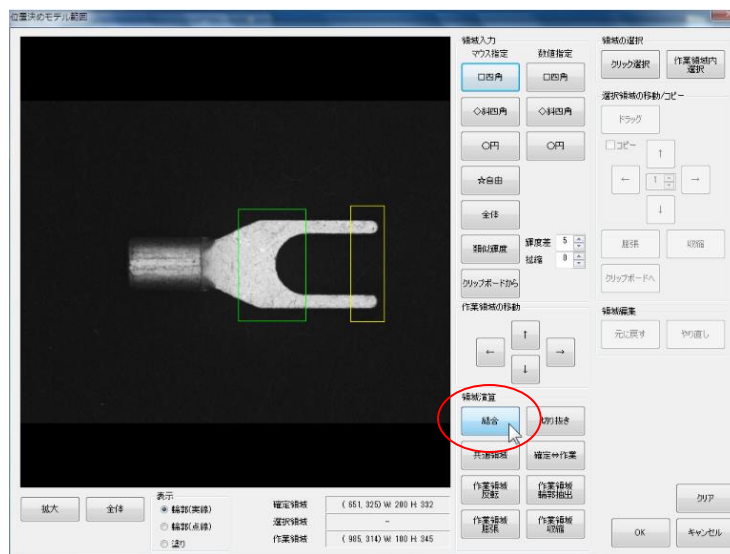 位置決めモデル範囲
領域入力
マウス指定 数値指定
□四角 □四角
◇斜四角 ◇斜四角
○円 ○円
☆自由
全体
類似輝度 輝度差 5
拡縮 0
クリップボードから
作業領域の移動
↑
← →
↓
領域演算
結合 切り抜き
共通領域 確定⇔作業
作業領域
反転
作業領域
輪郭抽出
作業領域
膨張
作業領域
収縮
領域の選択
クリック選択
作業領域内
選択
選択領域の移動/コピー
ドラッグ
コピー
↑
← 1 →
↓
膨張 収縮
クリップボードへ
領域編集
元に戻す やり直し
クリア
OK キャンセル
拡大 全体
表示
輪郭(実線)
輪郭(点線)
塗り
確定領域 ( 651, 325) W: 200 H: 332
選択領域 -
作業領域 ( 985, 314) W: 100 H: 345